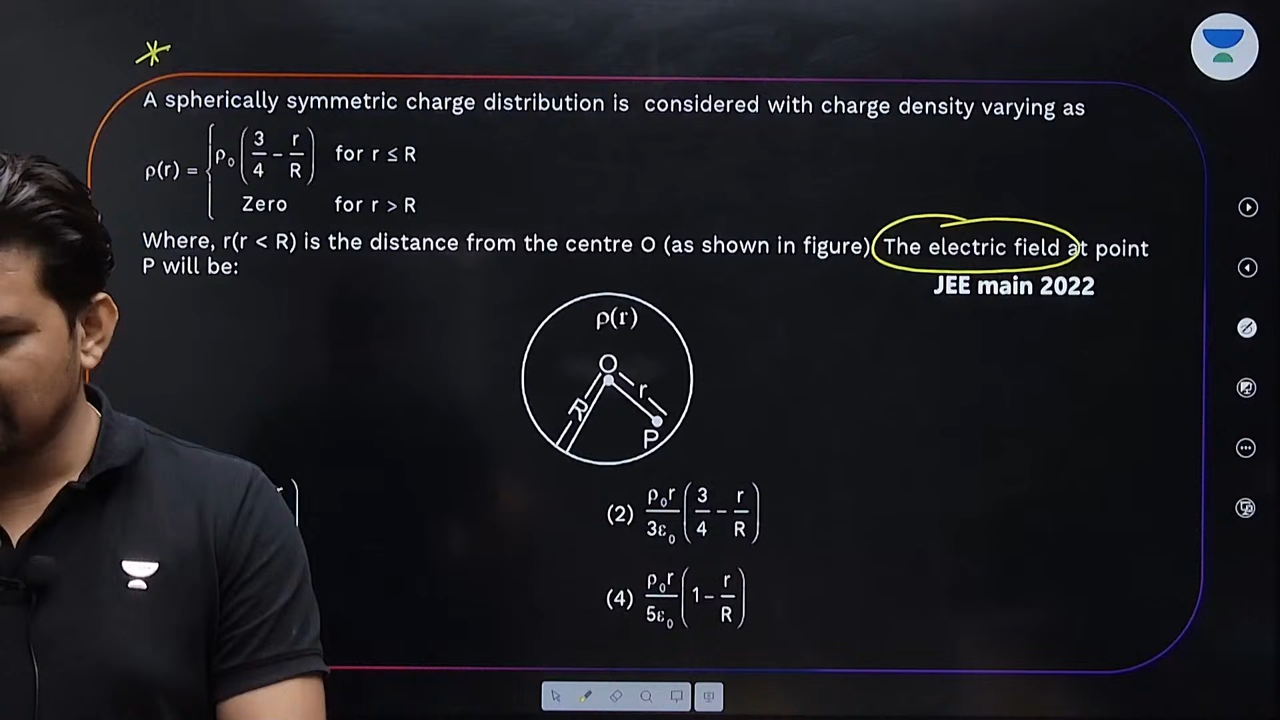 A spherically symmetric charge distribution is considered with charge density varying as
ρ(r) = { ρ₀ (3/4 − r/R) for r ≤ R
Zero for r > R
Where, r(r < R) is the distance from the centre O (as shown in figure) The electric field at point
P will be:
JEE main 2022
ρ(r)
O
r
R
P
(2) ρ₀r/3ε₀ (3/4 − r/R)
(4) ρ₀r/5ε₀ (1 − r/R)